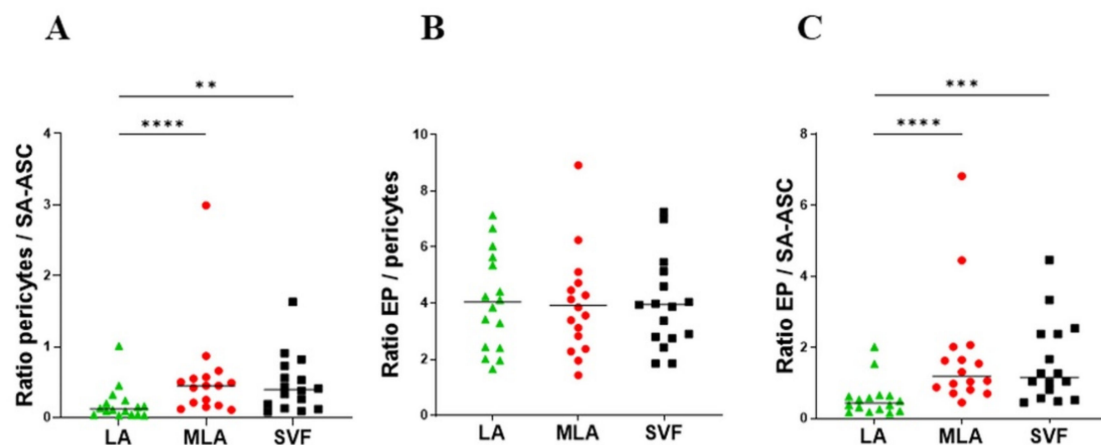 A
B
C
**
****
Ratio pericytes / SA-ASC
4
3
2
1
0
LA MLA SVF
Ratio EP / pericytes
10
8
6
4
2
0
LA MLA SVF
***
****
Ratio EP / SA-ASC
8
6
4
2
0
LA MLA SVF